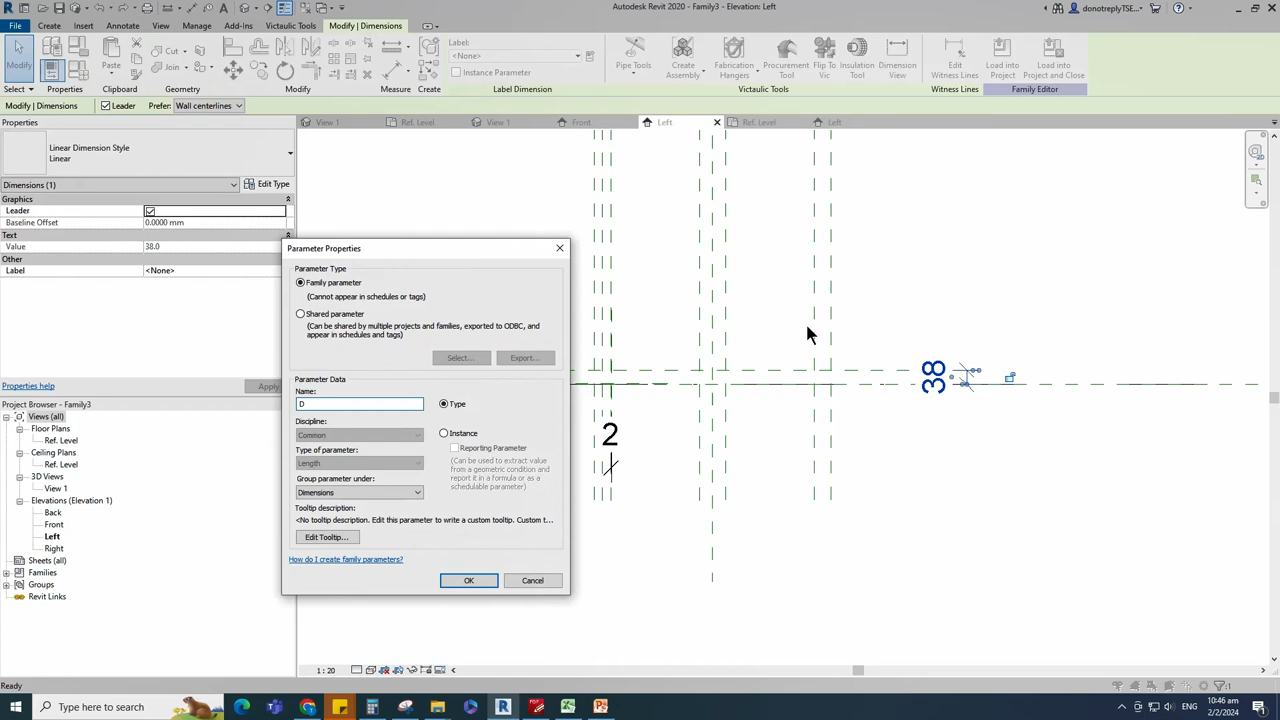 Autodesk Revit 2020 - Family3 - Elevation: Left
donotreplyTSE...
File
Create
Insert
Annotate
View
Manage
Add-Ins
Victaulic Tools
Modify | Dimensions
Modify
Paste
Cut
Join
Label:
<None>
Instance Parameter
Pipe Tools
Create Assembly
Fabrication Hangers
Procurement Tool
Flip To Vic
Insulation Tool
Dimension View
Edit Witness Lines
Load into Project
Load into Project and Close
Select
Properties
Clipboard
Geometry
Modify
Measure
Create
Label Dimension
Victaulic Tools
Witness Lines
Family Editor
Modify | Dimensions
Leader
Prefer:
Wall centerlines
Properties
View 1
Ref. Level
View 1
Front
Left
Ref. Level
Left
Linear Dimension Style
Linear
Dimensions (1)
Edit Type
Graphics
Leader
Baseline Offset 0.0000 mm
Text
Value 38.0
Other
Label <None>
Properties help
Apply
Project Browser - Family3
Views (all)
Floor Plans
Ref. Level
Ceiling Plans
Ref. Level
3D Views
View 1
Elevations (Elevation 1)
Back
Front
Left
Right
Sheets (all)
Families
Groups
Revit Links
Parameter Properties
Parameter Type
Family parameter
(Cannot appear in schedules or tags)
Shared parameter
(Can be shared by multiple projects and families, exported to ODBC, and
appear in schedules and tags)
Select...
Export...
Parameter Data
Name:
D
Type
Discipline:
Common
Instance
Reporting Parameter
Type of parameter:
Length
(Can be used to extract value
from a geometric condition and
report it in a formula or as a
schedulable parameter)
Group parameter under:
Dimensions
Tooltip description:
<No tooltip description. Edit this parameter to write a custom tooltip. Custom t...
Edit Tooltip...
How do I create family parameters?
OK
Cancel
38
2
1 : 20
Ready
:1
Type here to search
10:46 am
2/2/2024